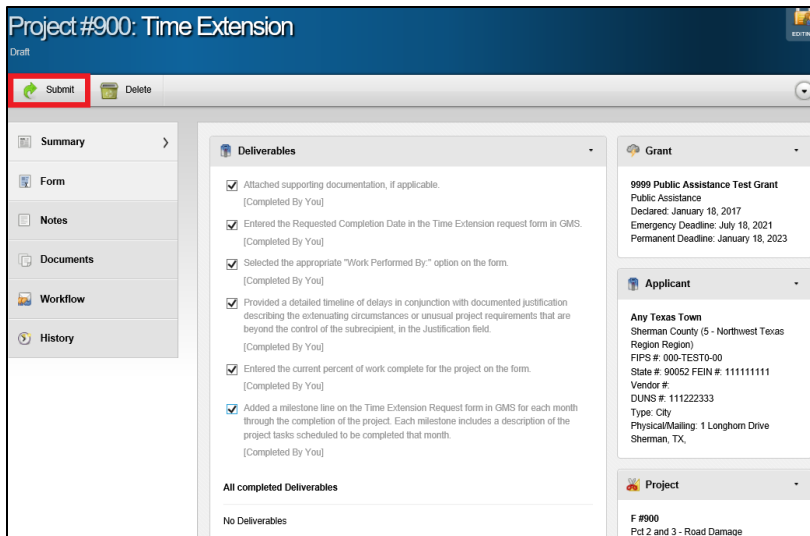 Project #900: Time Extension
Draft
EDITIN
Submit
Delete
Summary
Form
Notes
Documents
Workflow
History
Deliverables
Attached supporting documentation, if applicable.
[Completed By You]
Entered the Requested Completion Date in the Time Extension request form in GMS.
[Completed By You]
Selected the appropriate "Work Performed By:" option on the form.
[Completed By You]
Provided a detailed timeline of delays in conjunction with documented justification
describing the extenuating circumstances or unusual project requirements that are
beyond the control of the subrecipient, in the Justification field.
[Completed By You]
Entered the current percent of work complete for the project on the form.
[Completed By You]
Added a milestone line on the Time Extension Request form in GMS for each month
through the completion of the project. Each milestone includes a description of the
project tasks scheduled to be completed that month.
[Completed By You]
All completed Deliverables
No Deliverables
Grant
9999 Public Assistance Test Grant
Public Assistance
Declared: January 18, 2017
Emergency Deadline: July 18, 2021
Permanent Deadline: January 18, 2023
Applicant
Any Texas Town
Sherman County (5 - Northwest Texas
Region Region)
FIPS #: 000-TEST0-00
State #: 90052 FEIN #: 111111111
Vendor #:
DUNS #: 111222333
Type: City
Physical/Mailing: 1 Longhorn Drive
Sherman, TX,
Project
F #900
Pct 2 and 3 - Road Damage